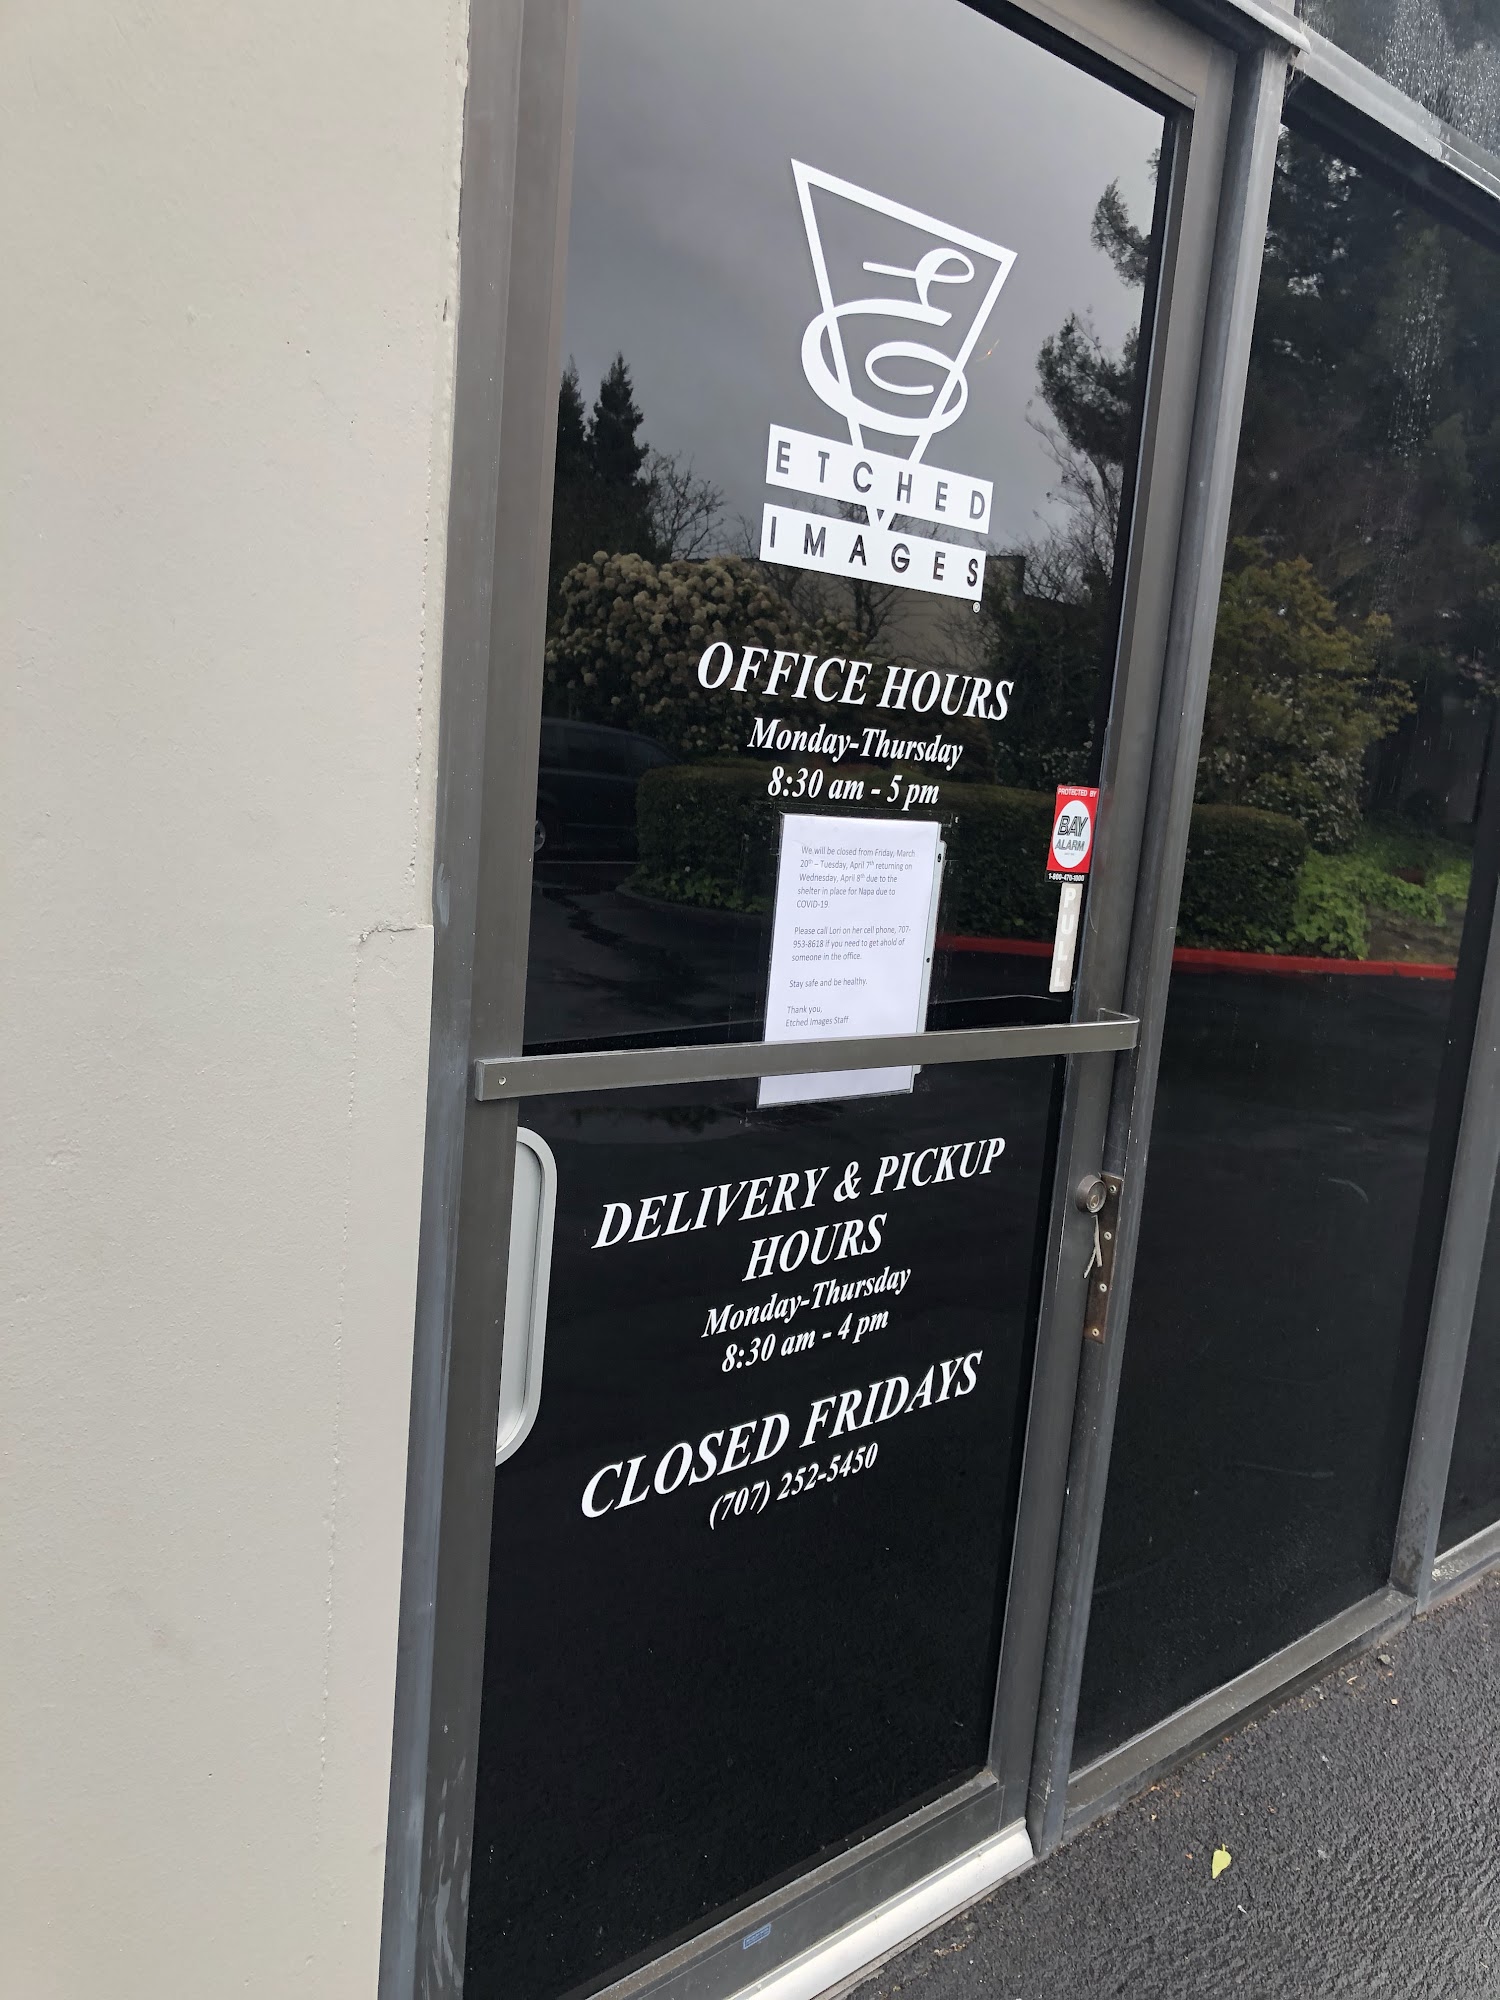 E
ETCHED
IMAGES
®
OFFICE HOURS
Monday-Thursday
8:30 am - 5 pm
We will be closed from Friday, March
20th – Tuesday, April 7th returning on
Wednesday, April 8th due to the
shelter in place for Napa due to
COVID-19
Please call Lori on her cell phone, 707-
953-8618 if you need to get ahold of
someone in the office.
Stay safe and be healthy.
Thank you,
Etched Images Staff
PROTECTED BY
BAY
ALARM
1-800-470-1000
PULL
DELIVERY & PICKUP
HOURS
Monday-Thursday
8:30 am - 4 pm
CLOSED FRIDAYS
(707) 252-5450